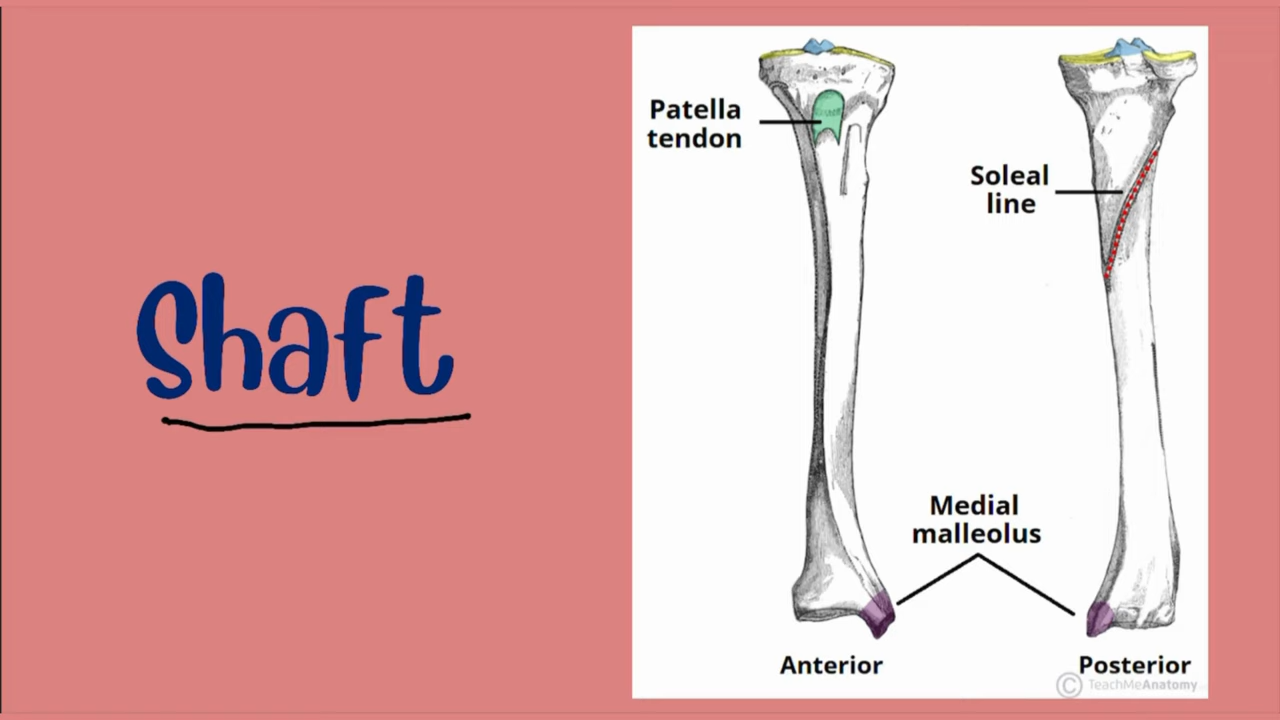 Shaft
Patella
tendon
Soleal
line
Medial
malleolus
Anterior
Posterior
© TeachMeAnatomy